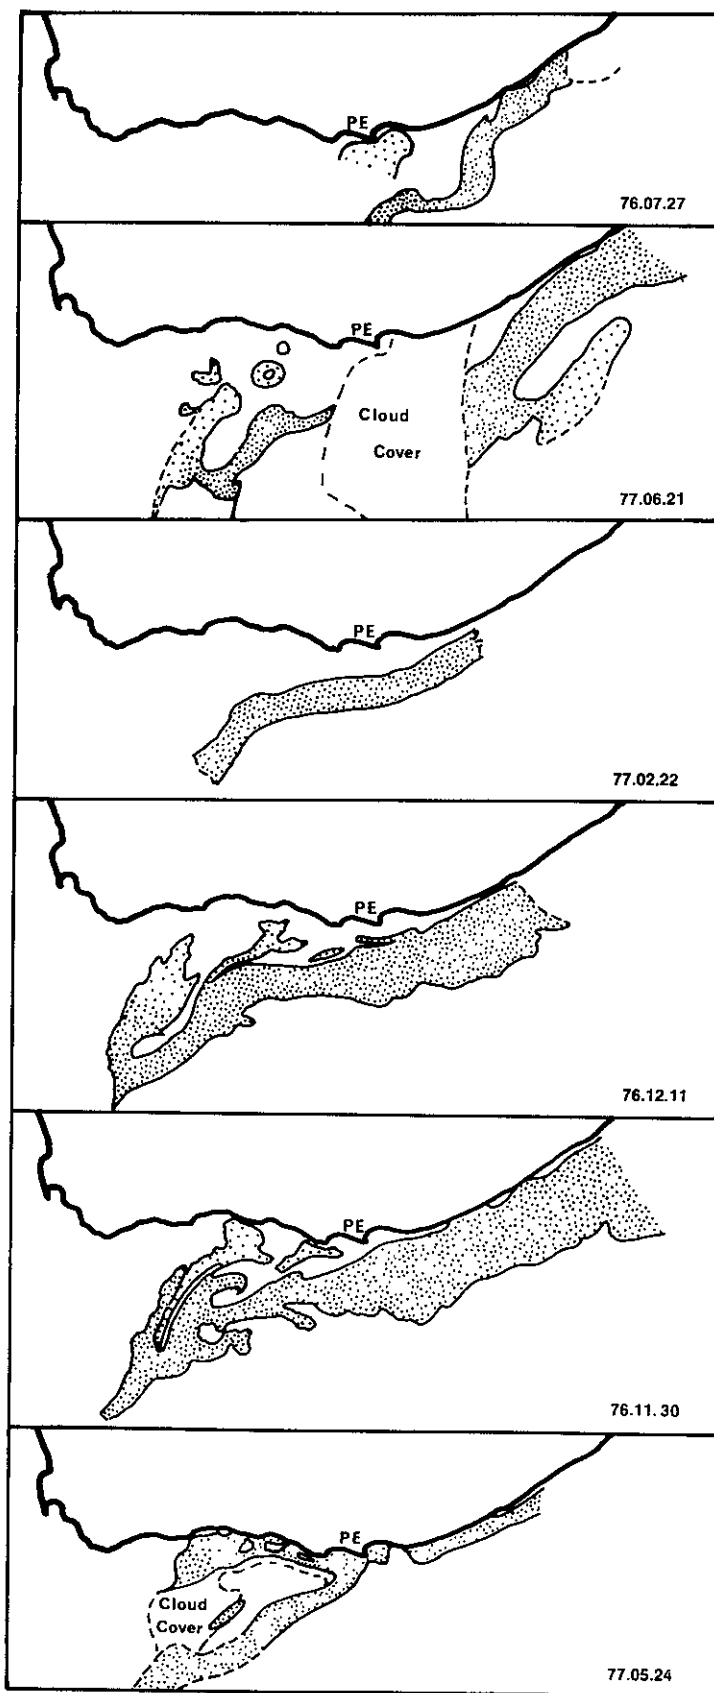 PE
76.07.27
PE
Cloud
Cover
77.06.21
PE
77.02.22
PE
76.12.11
PE
76.11.30
PE
Cloud
Cover
77.05.24